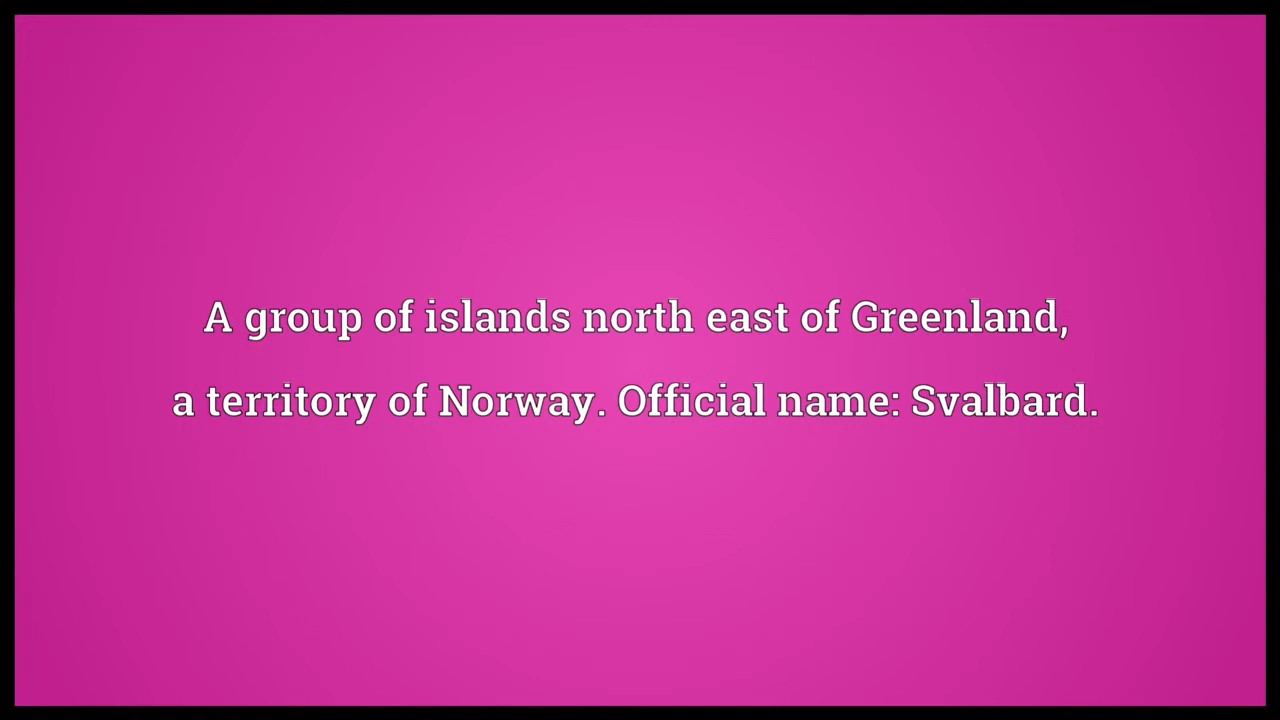 A group of islands north east of Greenland,
a territory of Norway. Official name: Svalbard.